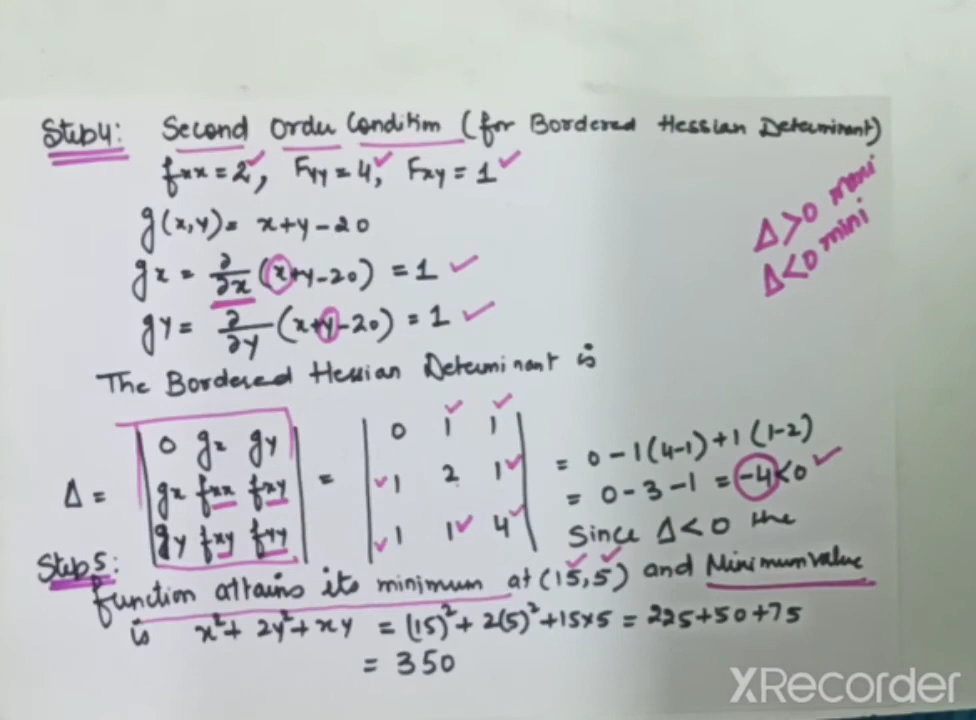 Step4: Second Order Condition (for Bordered Hessian Determinant)
fxx = 2, Fyy = 4, Fxy = 1
Δ>0 maxi
Δ<0 mini
g(x,y) = x+y-20
gx = ∂/∂x (x+y-20) = 1
gy = ∂/∂y (x+y-20) = 1
The Bordered Hessian Determinant is
Δ = | 0 gx gy | = | 0 1 1 | = 0-1(4-1)+1(1-2)
| gx fxx fxy | | 1 2 1 | = 0-3-1 = -4<0
| gy fxy fyy | | 1 1 4 | Since Δ<0 the
Step5:
function attains its minimum at (15,5) and Minimum value
is x²+ 2y²+ xy = (15)²+2(5)²+15x5 = 225+50+75
= 350
XRecorder